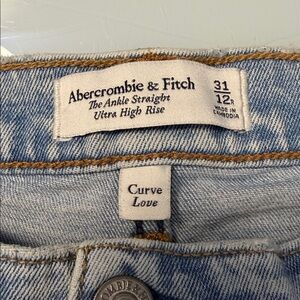 Abercrombie & Fitch
The Ankle Straight
Ultra High Rise
31
12R
MADE IN
CAMBODIA
Curve
Love